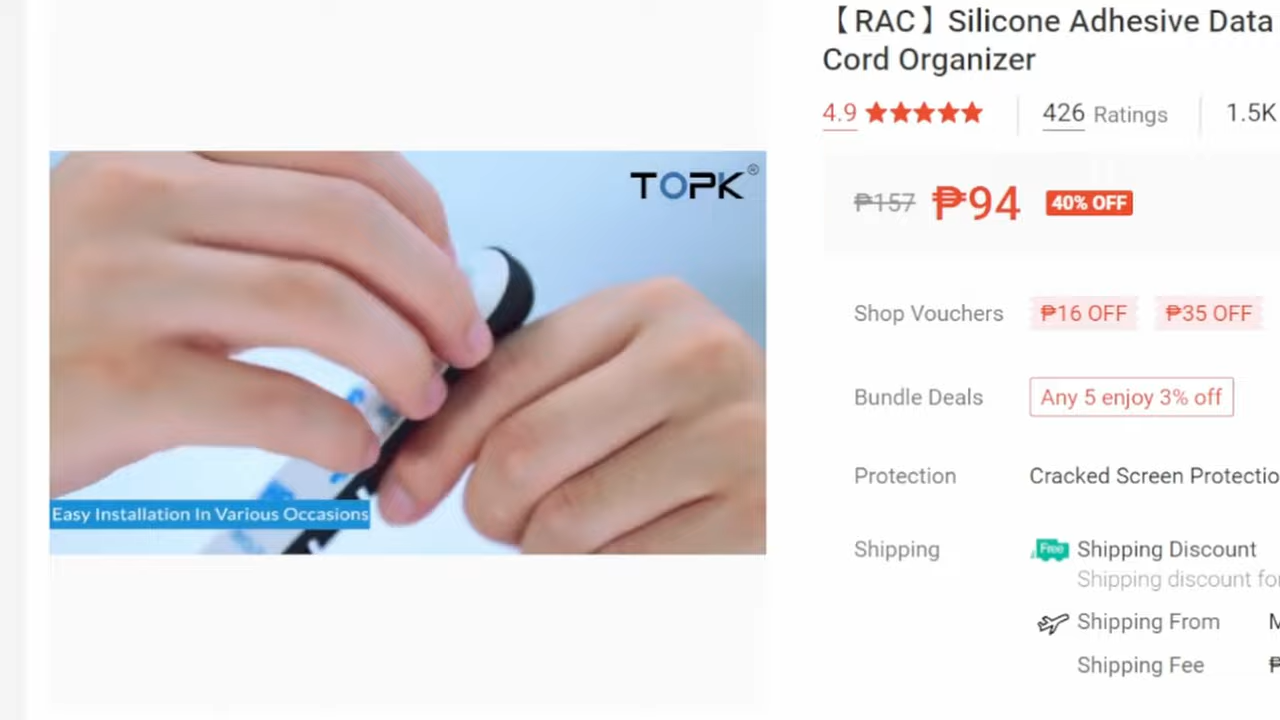 【RAC】Silicone Adhesive Data
Cord Organizer
4.9
426 Ratings
1.5K
₱157 ₱94 40% OFF
TOPK®
Shop Vouchers ₱16 OFF ₱35 OFF
Bundle Deals Any 5 enjoy 3% off
Protection Cracked Screen Protectio
Easy Installation In Various Occasions
Shipping Free Shipping Discount
Shipping discount for
Shipping From M
Shipping Fee ₱